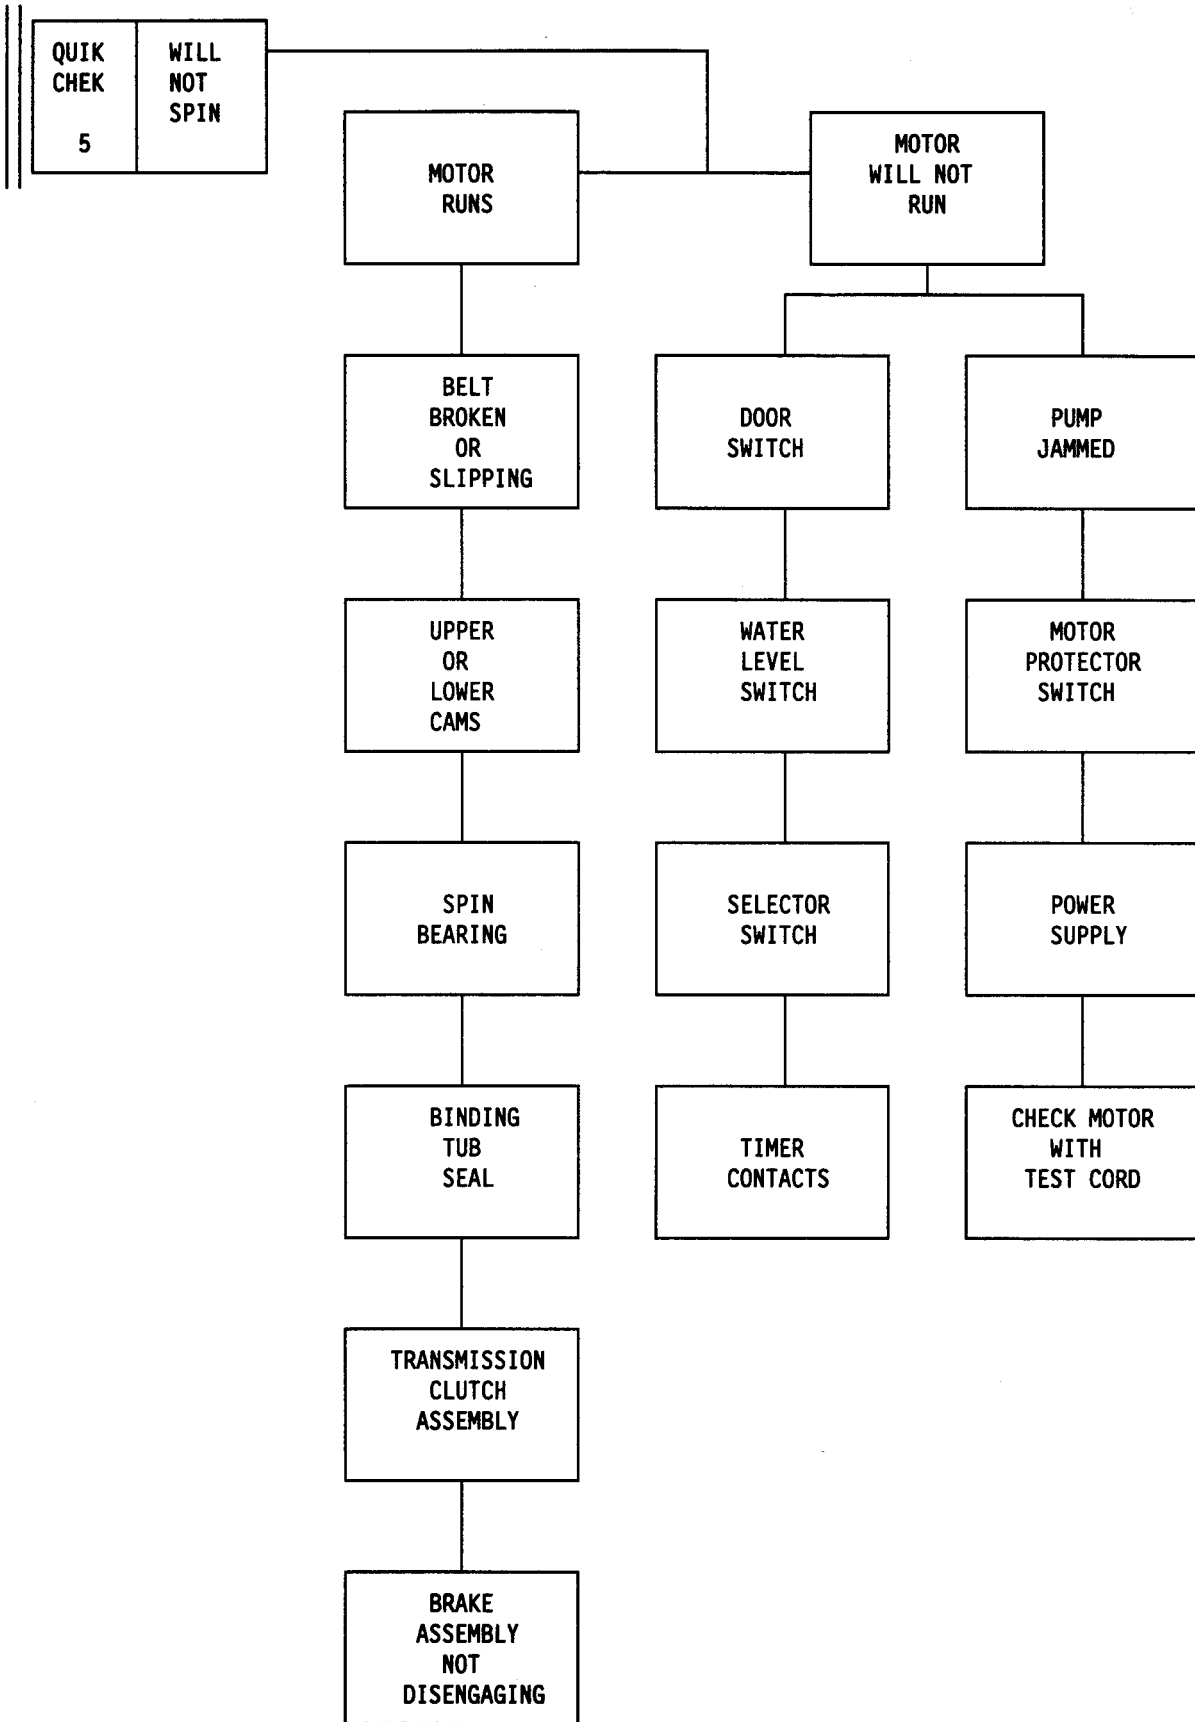 QUIK
CHEK
5
WILL
NOT
SPIN
MOTOR
RUNS
MOTOR
WILL NOT
RUN
BELT
BROKEN
OR
SLIPPING
DOOR
SWITCH
PUMP
JAMMED
UPPER
OR
LOWER
CAMS
WATER
LEVEL
SWITCH
MOTOR
PROTECTOR
SWITCH
SPIN
BEARING
SELECTOR
SWITCH
POWER
SUPPLY
BINDING
TUB
SEAL
TIMER
CONTACTS
CHECK MOTOR
WITH
TEST CORD
TRANSMISSION
CLUTCH
ASSEMBLY
BRAKE
ASSEMBLY
NOT
DISENGAGING